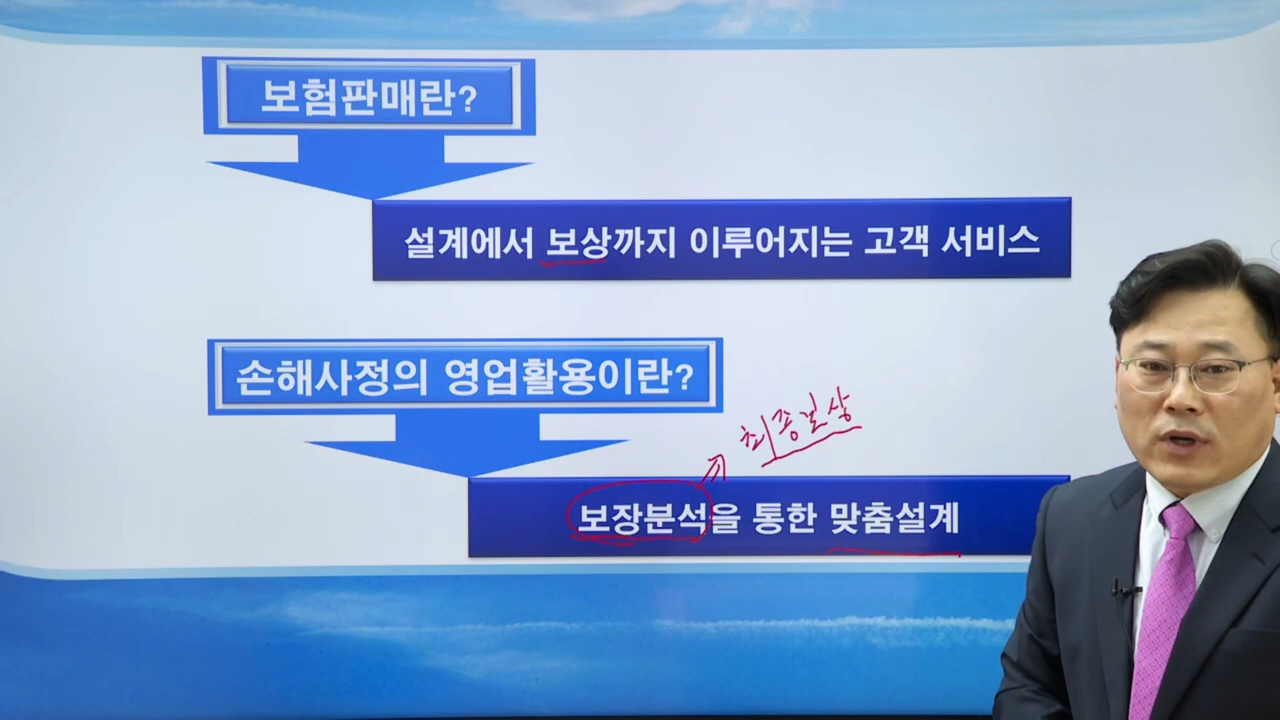 보험판매란?
설계에서 보상까지 이루어지는 고객 서비스
손해사정의 영업활용이란?
최종보상
보장분석을 통한 맞춤설계